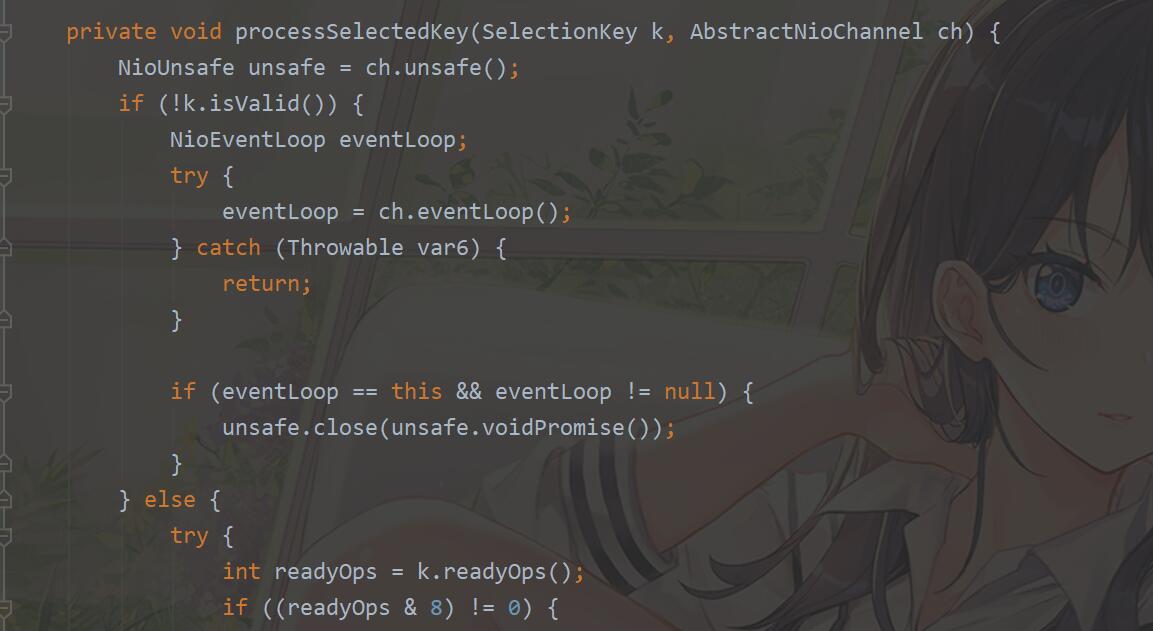 private void processSelectedKey(SelectionKey k, AbstractNioChannel ch) {
NioUnsafe unsafe = ch.unsafe();
if (!k.isValid()) {
NioEventLoop eventLoop;
try {
eventLoop = ch.eventLoop();
} catch (Throwable var6) {
return;
}
if (eventLoop == this && eventLoop != null) {
unsafe.close(unsafe.voidPromise());
}
} else {
try {
int readyOps = k.readyOps();
if ((readyOps & 8) != 0) {